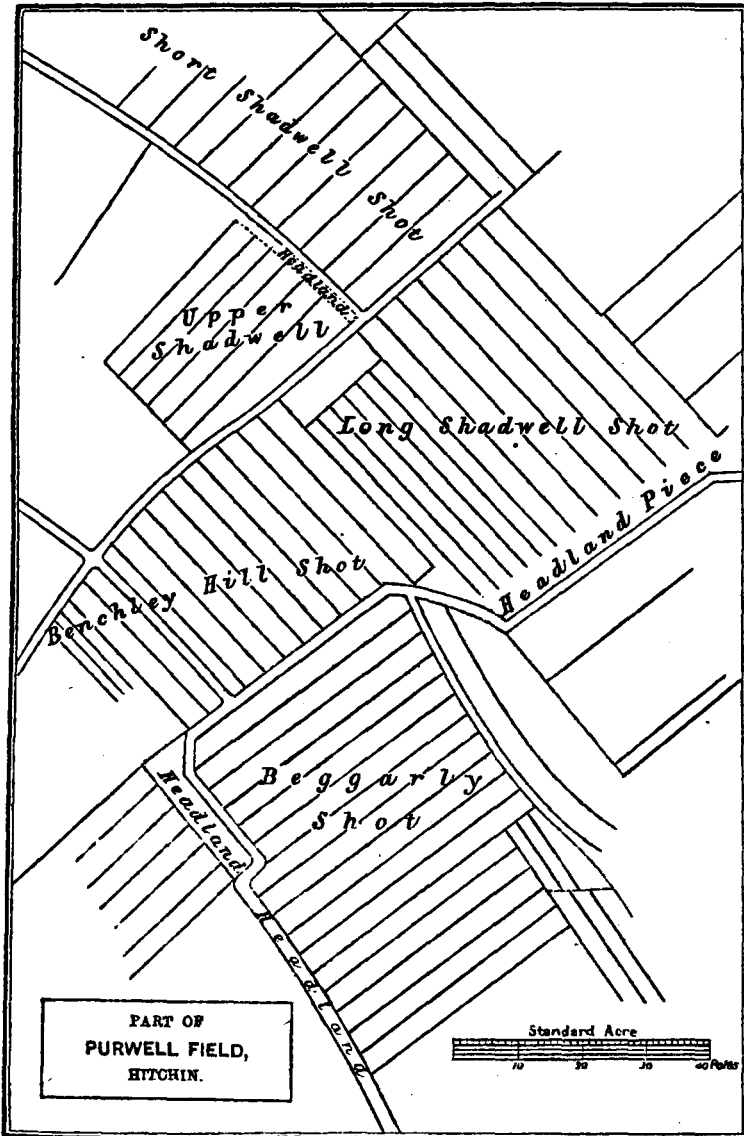 Short Shadwell Shot
Headland
Upper
Shadwell
Long Shadwell Shot
Headland Piece
Benchley Hill Shot
Beggarly
Shot
Headland
Headland
PART OF
PURWELL FIELD,
HITCHIN.
Standard Acre
10 20 30 40 Poles